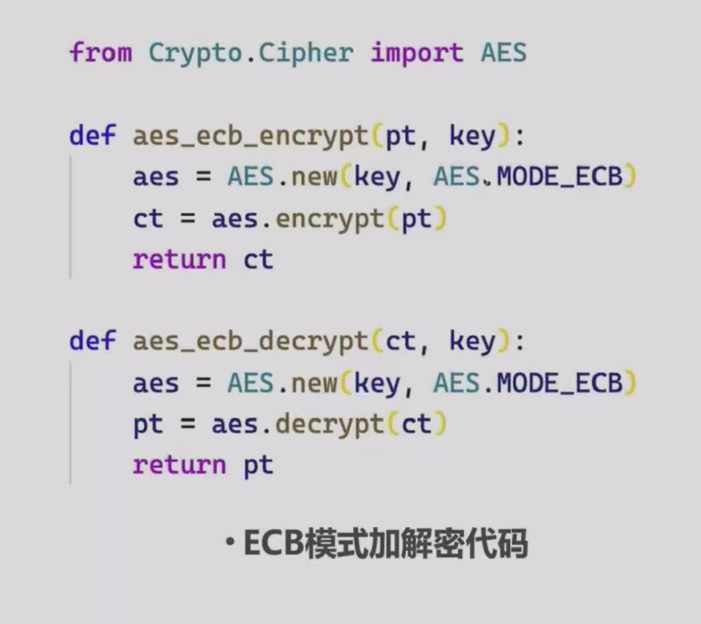 from Crypto.Cipher import AES
def aes_ecb_encrypt(pt, key):
    aes = AES.new(key, AES.MODE_ECB)
    ct = aes.encrypt(pt)
    return ct
def aes_ecb_decrypt(ct, key):
    aes = AES.new(key, AES.MODE_ECB)
    pt = aes.decrypt(ct)
    return pt
• ECB模式加解密代码